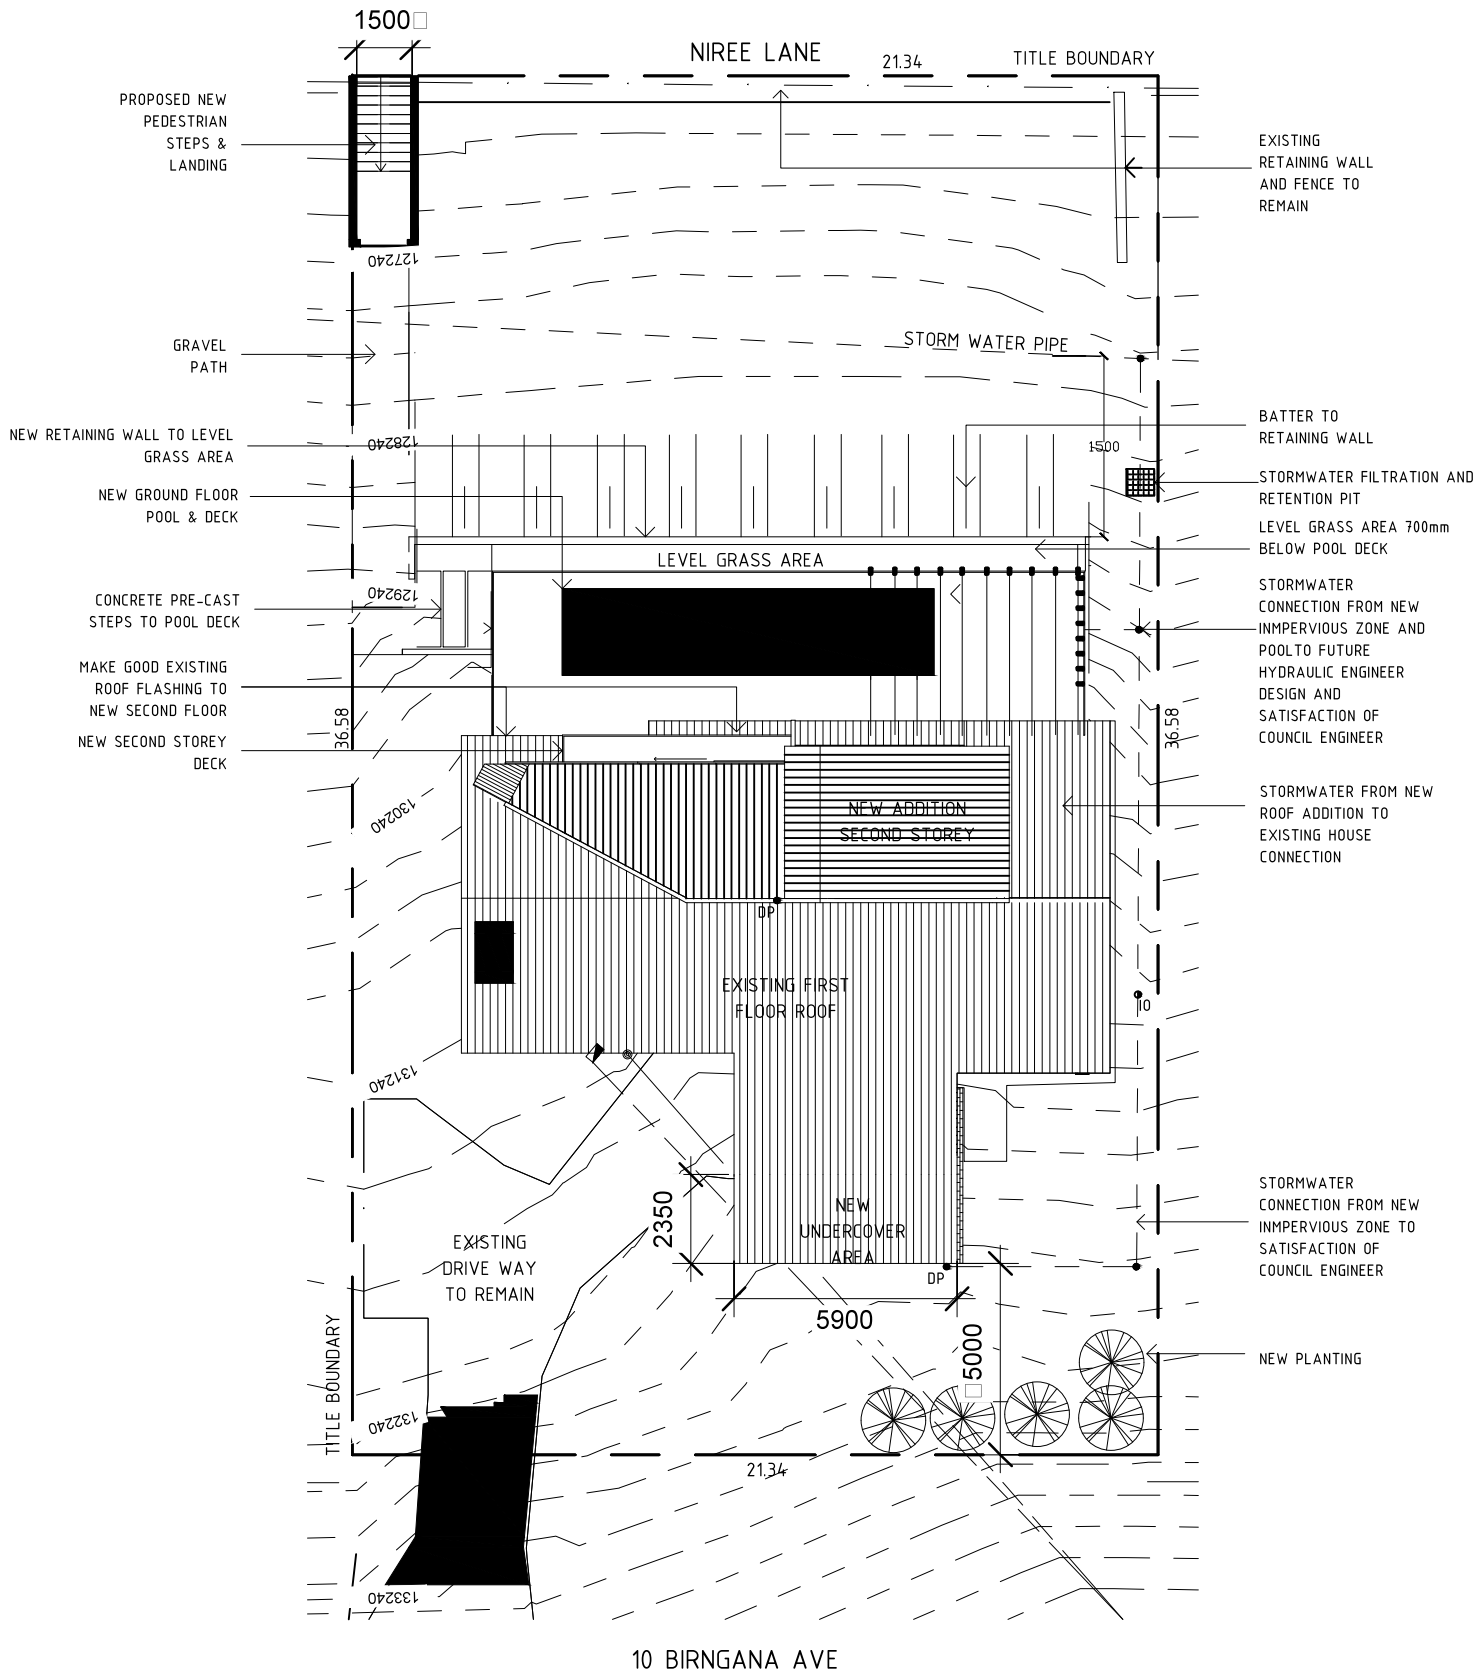 1500
NIREE LANE
21.34
TITLE BOUNDARY
PROPOSED NEW
PEDESTRIAN
STEPS &
LANDING
EXISTING
RETAINING WALL
AND FENCE TO
REMAIN
127240
GRAVEL
PATH
STORM WATER PIPE
NEW RETAINING WALL TO LEVEL
GRASS AREA
128240
1500
BATTER TO
RETAINING WALL
STORMWATER FILTRATION AND
RETENTION PIT
NEW GROUND FLOOR
POOL & DECK
LEVEL GRASS AREA
LEVEL GRASS AREA 700mm
BELOW POOL DECK
CONCRETE PRE-CAST
STEPS TO POOL DECK
129240
STORMWATER
CONNECTION FROM NEW
INMPERVIOUS ZONE AND
POOLTO FUTURE
HYDRAULIC ENGINEER
DESIGN AND
SATISFACTION OF
COUNCIL ENGINEER
MAKE GOOD EXISTING
ROOF FLASHING TO
NEW SECOND FLOOR
36.58
36.58
NEW SECOND STOREY
DECK
130240
NEW ADDITION
SECOND STOREY
STORMWATER FROM NEW
ROOF ADDITION TO
EXISTING HOUSE
CONNECTION
DP
EXISTING FIRST
FLOOR ROOF
IO
131240
2350
NEW
UNDERCOVER
AREA
STORMWATER
CONNECTION FROM NEW
INMPERVIOUS ZONE TO
SATISFACTION OF
COUNCIL ENGINEER
EXISTING
DRIVE WAY
TO REMAIN
DP
5900
5000
NEW PLANTING
TITLE BOUNDARY
132240
21.34
133240
10 BIRNGANA AVE